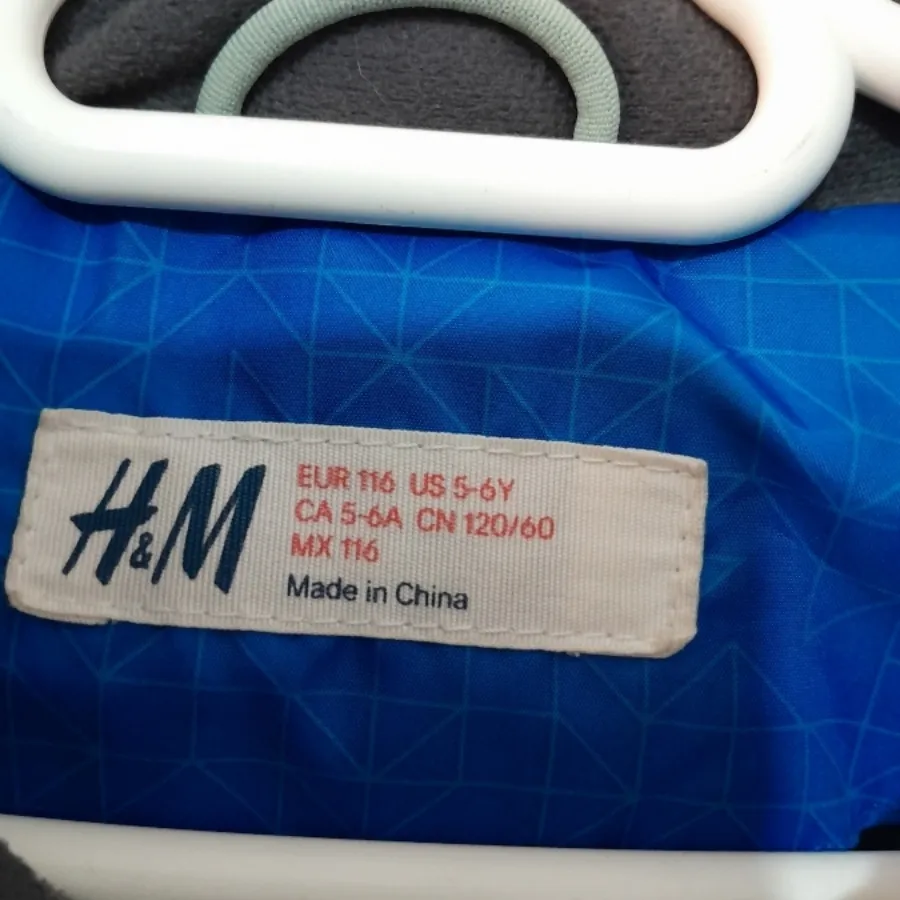 H&M
EUR 116 US 5-6Y
CA 5-6A CN 120/60
MX 116
Made in China